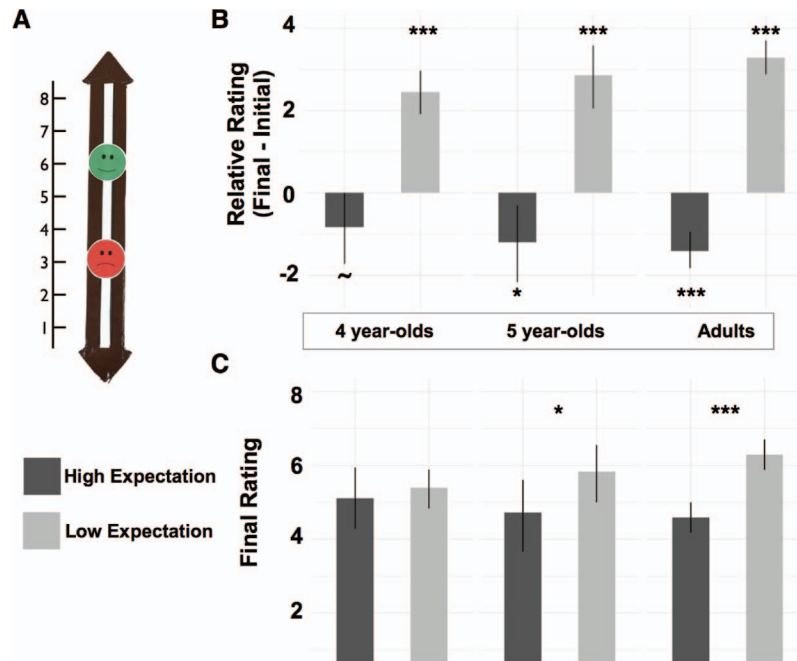 A
8
7
6
5
4
3
2
1
B
Relative Rating
(Final - Initial)
4
2
0
-2
***
***
***
~
*
***
4 year-olds
5 year-olds
Adults
C
Final Rating
8
6
4
2
*
***
High Expectation
Low Expectation